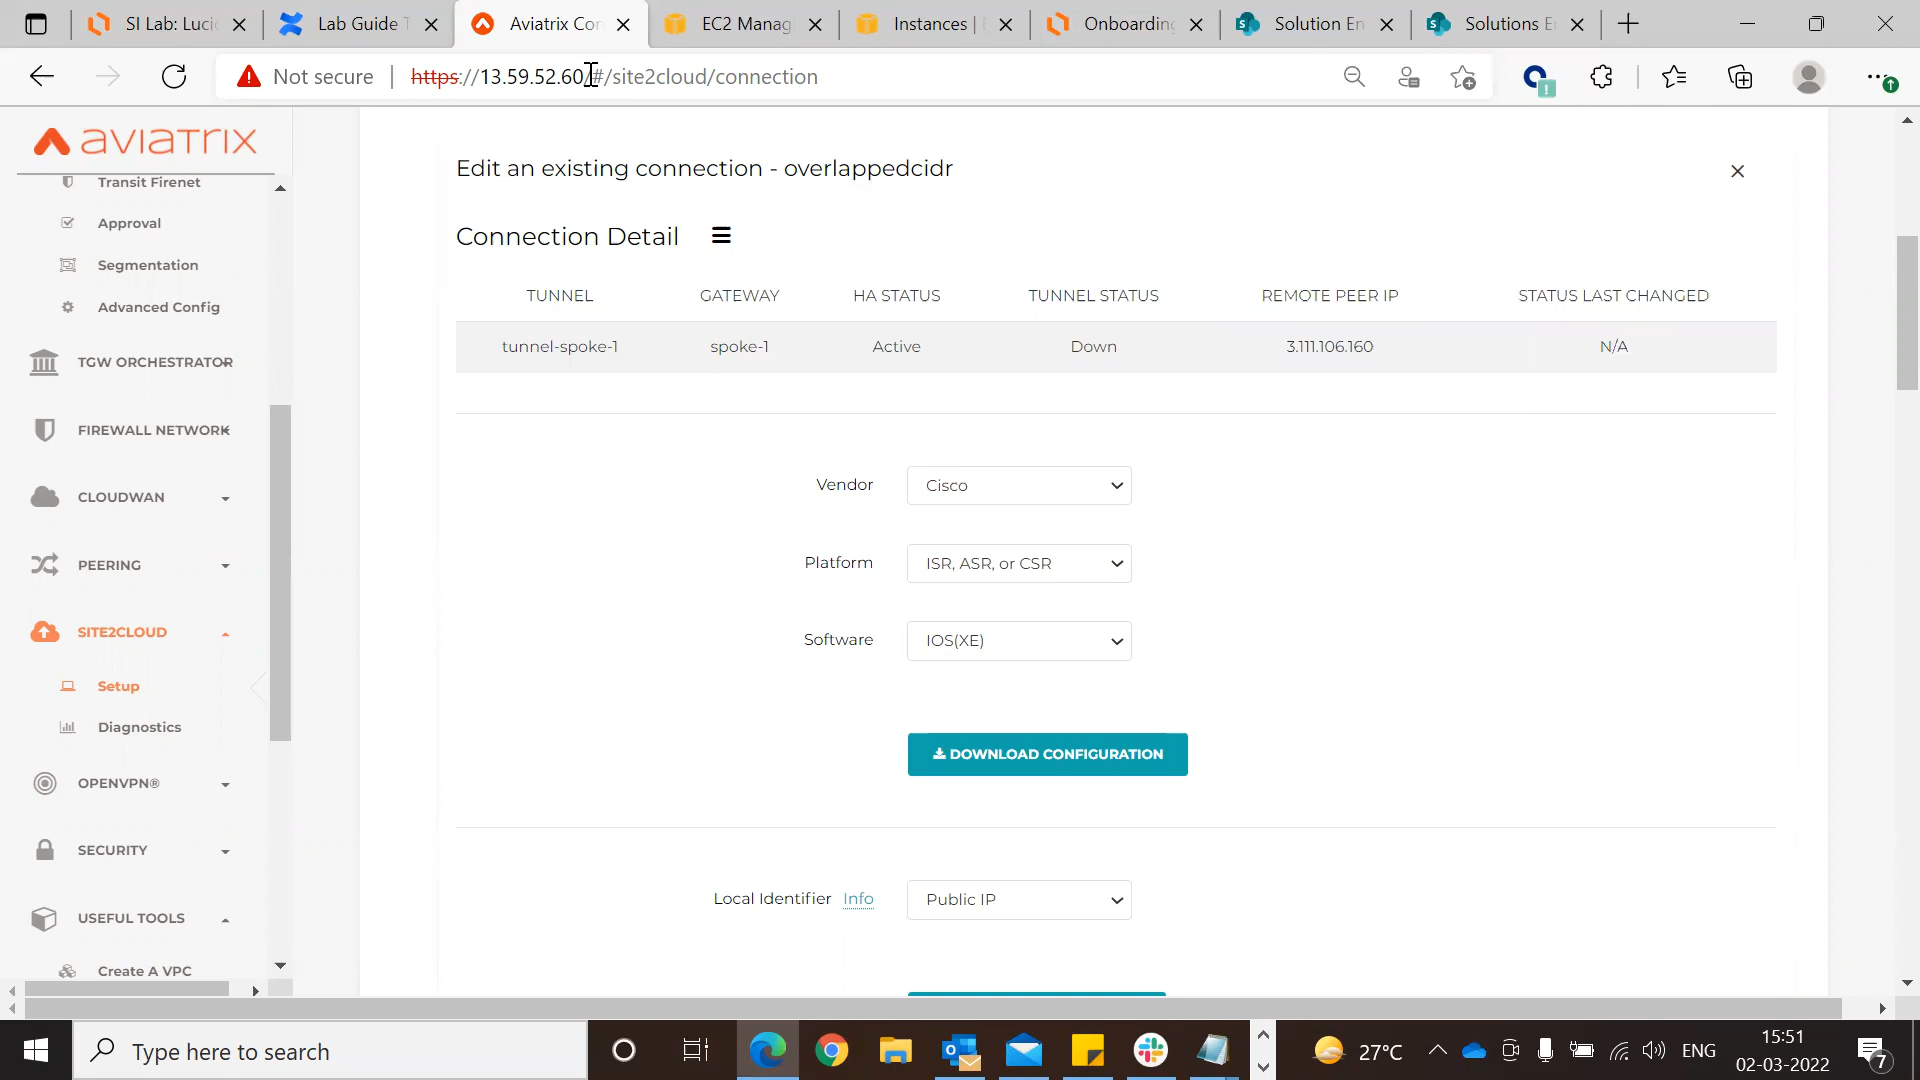 SI Lab: Lucid
Lab Guide T
Aviatrix Con
EC2 Manag
Instances | E
Onboarding
Solution En
Solutions E
Not secure
https://13.59.52.60/#/site2cloud/connection
aviatrix
Transit Firenet
Approval
Segmentation
Advanced Config
TGW ORCHESTRATOR
FIREWALL NETWORK
CLOUDWAN
PEERING
SITE2CLOUD
Setup
Diagnostics
OPENVPN®
SECURITY
USEFUL TOOLS
Create A VPC
Edit an existing connection - overlappedcidr
Connection Detail
TUNNEL GATEWAY HA STATUS TUNNEL STATUS REMOTE PEER IP STATUS LAST CHANGED
tunnel-spoke-1 spoke-1 Active Down 3.111.106.160 N/A
Vendor Cisco
Platform ISR, ASR, or CSR
Software IOS(XE)
DOWNLOAD CONFIGURATION
Local Identifier Info Public IP
Type here to search
27°C
ENG
15:51
02-03-2022
7